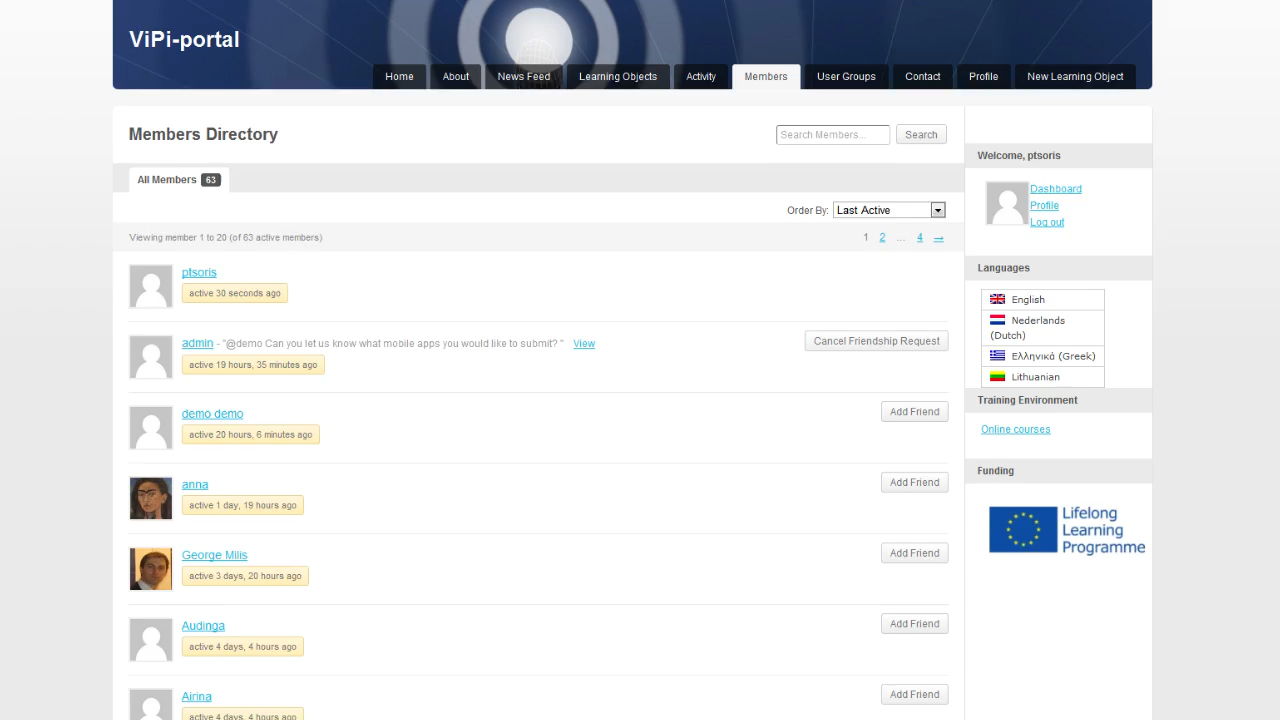 ViPi-portal
Home
About
News Feed
Learning Objects
Activity
Members
User Groups
Contact
Profile
New Learning Object
Members Directory
Search Members...
Search
All Members 63
Order By: Last Active
Viewing member 1 to 20 (of 63 active members)
1 2 ... 4 →
ptsoris
active 30 seconds ago
admin - "@demo Can you let us know what mobile apps you would like to submit? " View
active 19 hours, 35 minutes ago
Cancel Friendship Request
demo demo
active 20 hours, 6 minutes ago
Add Friend
anna
active 1 day, 19 hours ago
Add Friend
George Milis
active 3 days, 20 hours ago
Add Friend
Audinga
active 4 days, 4 hours ago
Add Friend
Airina
active 4 days, 4 hours ago
Add Friend
Welcome, ptsoris
Dashboard
Profile
Log out
Languages
English
Nederlands
(Dutch)
Ελληνικά (Greek)
Lithuanian
Training Environment
Online courses
Funding
Lifelong
Learning
Programme